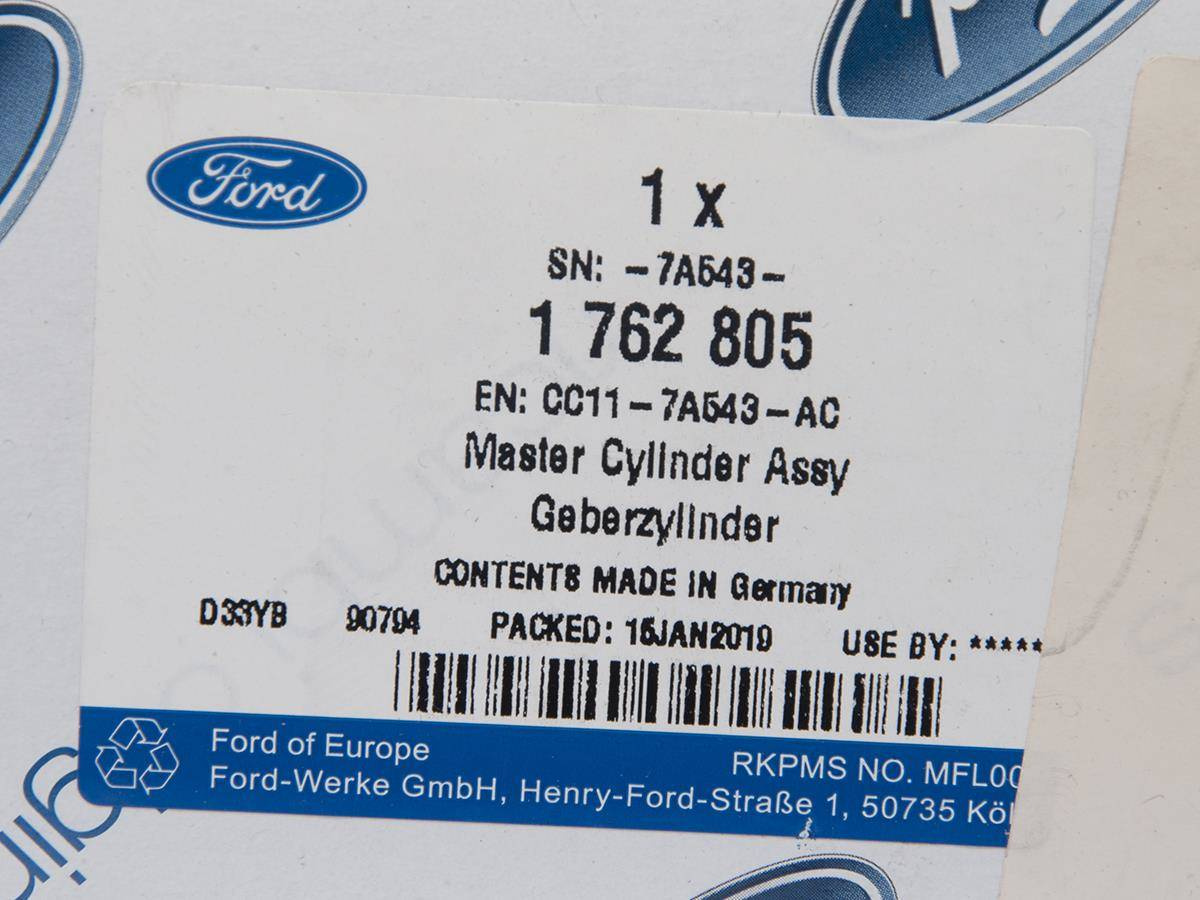 Ford
1 x
SN: -7A543-
1 762 805
EN: CC11-7A543-AC
Master Cylinder Assy
Geberzylinder
CONTENTS MADE IN Germany
D33YB 90794 PACKED: 15JAN2019 USE BY: *****
Ford of Europe
RKPMS NO. MFL00
Ford-Werke GmbH, Henry-Ford-Straße 1, 50735 Köl